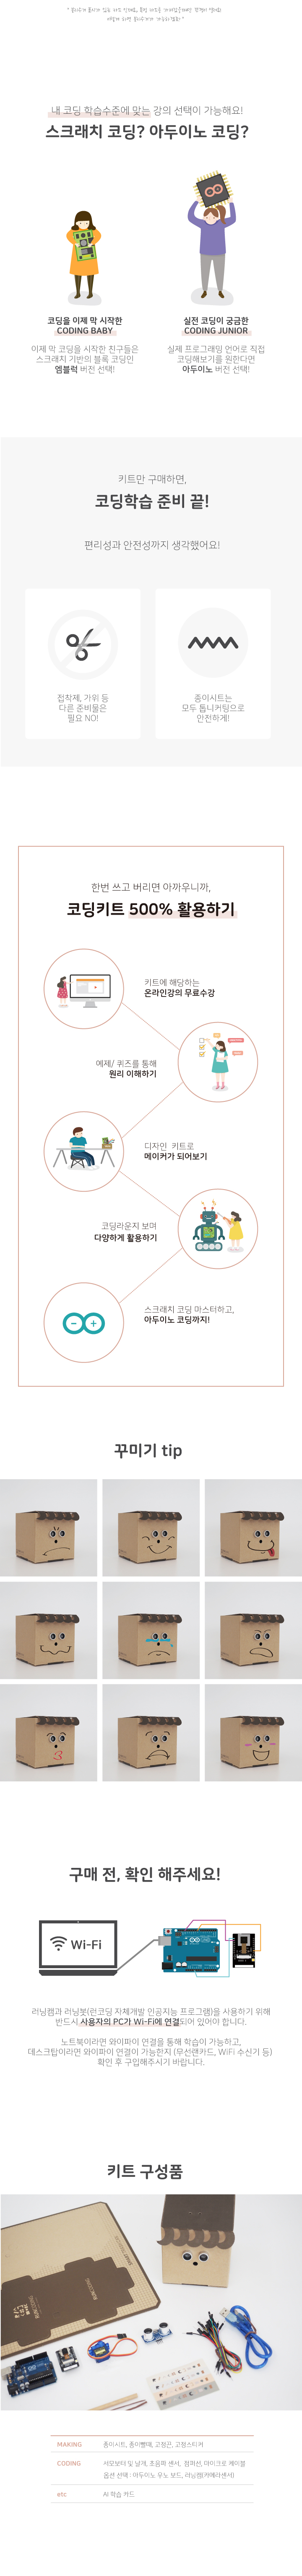 내 코딩 학습수준에 맞는 강의 선택이 가능해요!
스크래치 코딩? 아두이노 코딩?
코딩을 이제 막 시작한
CODING BABY
이제 막 코딩을 시작한 친구들은
스크래치 기반의 블록 코딩인
엠블럭 버전 선택!
실전 코딩이 궁금한
CODING JUNIOR
실제 프로그래밍 언어로 직접
코딩해보기를 원한다면
아두이노 버전 선택!
키트만 구매하면,
코딩학습 준비 끝!
편리성과 안전성까지 생각했어요!
접착제, 가위 등
다른 준비물은
필요 NO!
종이시트는
모두 톰니커팅으로
안전하게!
한번 쓰고 버리면 아까우니까,
코딩키트 500% 활용하기
키트에 해당하는
온라인강의 무료수강
예제/ 퀴즈를 통해
원리 이해하기
디자인 키트로
메이커가 되어보기
코딩라운지 보며
다양하게 활용하기
스크래치 코딩 마스터하고,
아두이노 코딩까지!
꾸미기 tip
구매 전, 확인 해주세요!
Wi-Fi
러닝캠과 러닝봇(런코딩 자체개발 인공지능 프로그램)을 사용하기 위해
반드시 사용자의 PC가 Wi-Fi에 연결되어 있어야 합니다.
노트북이라면 와이파이 연결을 통해 학습이 가능하고,
데스크탑이라면 와이파이 연결이 가능한지 (무선랜카드, WiFi 수신기 등)
확인 후 구입해주시기 바랍니다.
키트 구성품
MAKING 종이시트, 종이빨대, 고정끈, 고정스티커
CODING 서보모터 및 날개, 초음파 센서, 점퍼선, 마이크로 케이블
옵션 선택 : 아두이노 우노 보드, 러닝캠(카메라센서)
etc AI 학습 카드